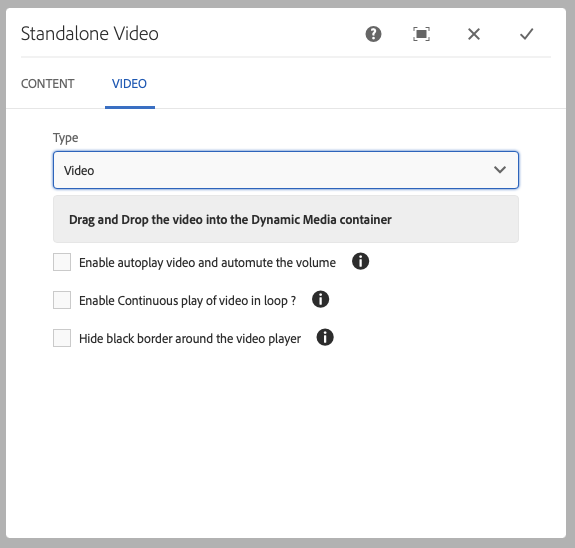 Standalone Video
CONTENT VIDEO
Type
Video
Drag and Drop the video into the Dynamic Media container
Enable autoplay video and automute the volume
Enable Continuous play of video in loop ?
Hide black border around the video player